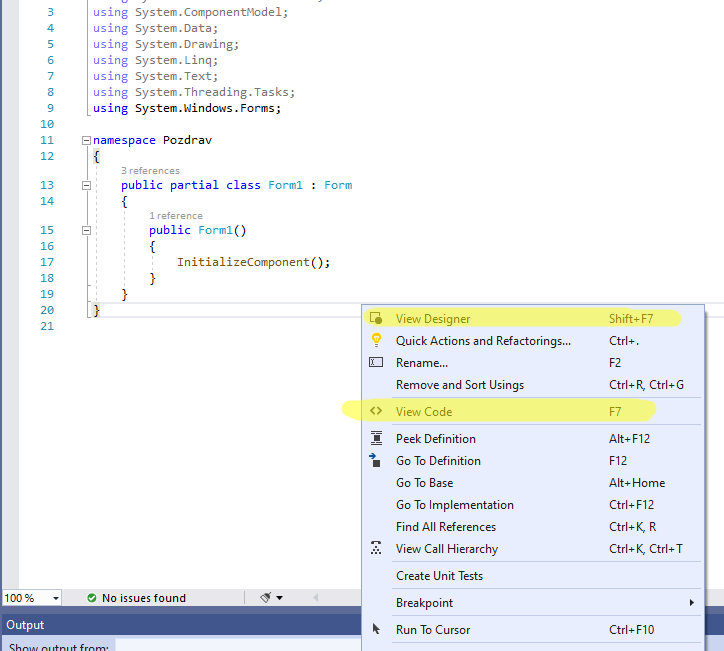 3 using System.ComponentModel;
4 using System.Data;
5 using System.Drawing;
6 using System.Linq;
7 using System.Text;
8 using System.Threading.Tasks;
9 using System.Windows.Forms;
10
11 namespace Pozdrav
12 {
3 references
13 public partial class Form1 : Form
14 {
1 reference
15 public Form1()
16 {
17 InitializeComponent();
18 }
19 }
20 }
21
View Designer Shift+F7
Quick Actions and Refactorings... Ctrl+.
Rename... F2
Remove and Sort Usings Ctrl+R, Ctrl+G
View Code F7
Peek Definition Alt+F12
Go To Definition F12
Go To Base Alt+Home
Go To Implementation Ctrl+F12
Find All References Ctrl+K, R
View Call Hierarchy Ctrl+K, Ctrl+T
Create Unit Tests
Breakpoint
Run To Cursor Ctrl+F10
100 % No issues found
Output
Show output from: